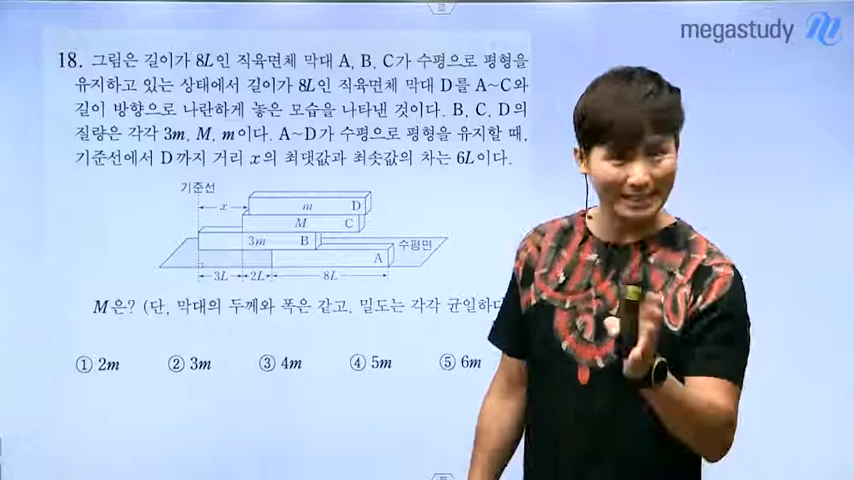 megastudy
18. 그림은 길이가 8L인 직육면체 막대 A, B, C가 수평으로 평형을
유지하고 있는 상태에서 길이가 8L인 직육면체 막대 D를 A~C와
길이 방향으로 나란하게 놓은 모습을 나타낸 것이다. B, C, D의
질량은 각각 3m, M, m이다. A~D가 수평으로 평형을 유지할 때,
기준선에서 D까지 거리 x의 최댓값과 최솟값의 차는 6L이다.
기준선
x m D
M C
3m B
A 수평면
3L 2L 8L
M은? (단, 막대의 두께와 폭은 같고, 밀도는 각각 균일하다
① 2m ② 3m ③ 4m ④ 5m ⑤ 6m